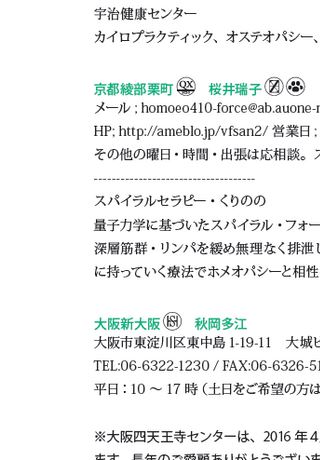 宇治健康センター
カイロプラクティック、オステオパシー、
京都綾部栗町 QX 桜井瑞子
メール ; homoeo410-force@ab.auone-n
HP; http://ameblo.jp/vfsan2/ 営業日 ;
その他の曜日・時間・出張は応相談。ス
-----------------------------------
スパイラルセラピー・くりのの
量子力学に基づいたスパイラル・フォー
深層筋群・リンパを緩め無理なく排泄し
に持っていく療法でホメオパシーと相性
大阪新大阪 秋岡多江
大阪市東淀川区東中島 1-19-11 大城ビ
TEL:06-6322-1230 / FAX:06-6326-51
平日 : 10 〜 17 時（土日をご希望の方は
※大阪四天王寺センターは、2016 年 4
ます。長年のご愛顧ありがとうござい